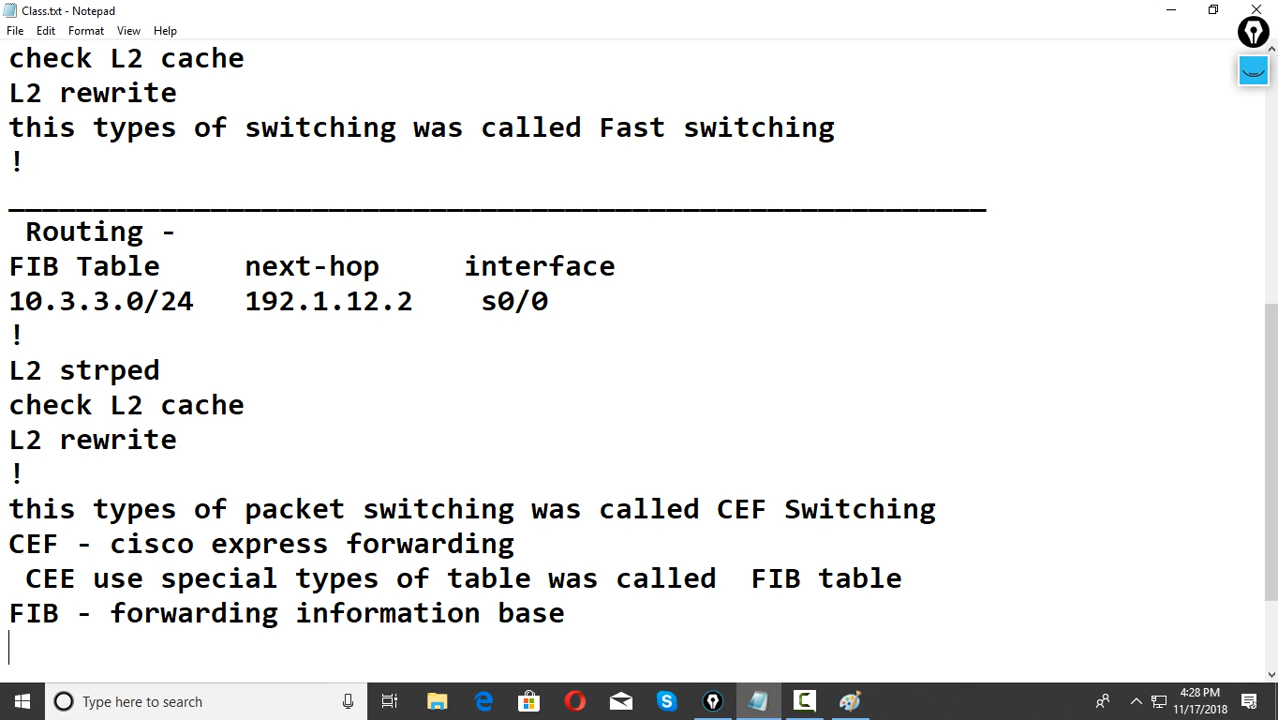 Class.txt - Notepad
File Edit Format View Help
check L2 cache
L2 rewrite
this types of switching was called Fast switching
!
__________________________________________________________
Routing -
FIB Table next-hop interface
10.3.3.0/24 192.1.12.2 s0/0
!
L2 strped
check L2 cache
L2 rewrite
!
this types of packet switching was called CEF Switching
CEF - cisco express forwarding
CEE use special types of table was called FIB table
FIB - forwarding information base
Type here to search
4:28 PM
11/17/2018